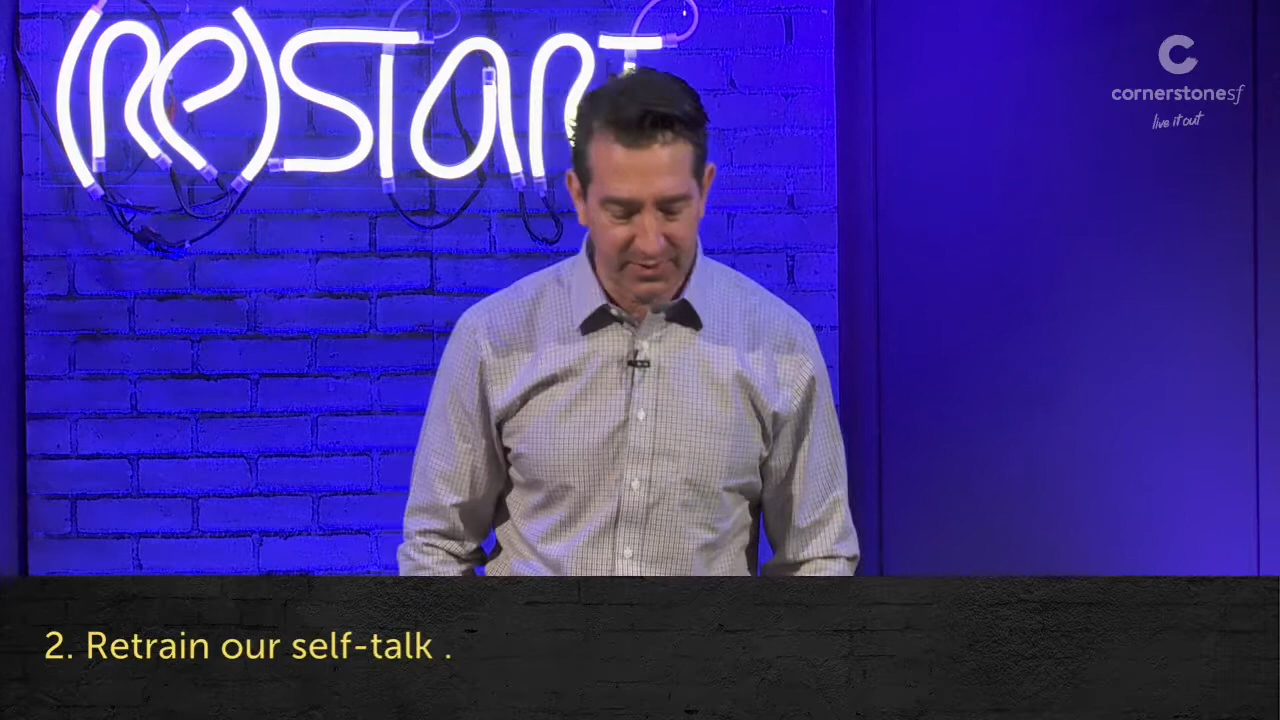 (re)start
cornerstonesf
live it out
2. Retrain our self-talk .